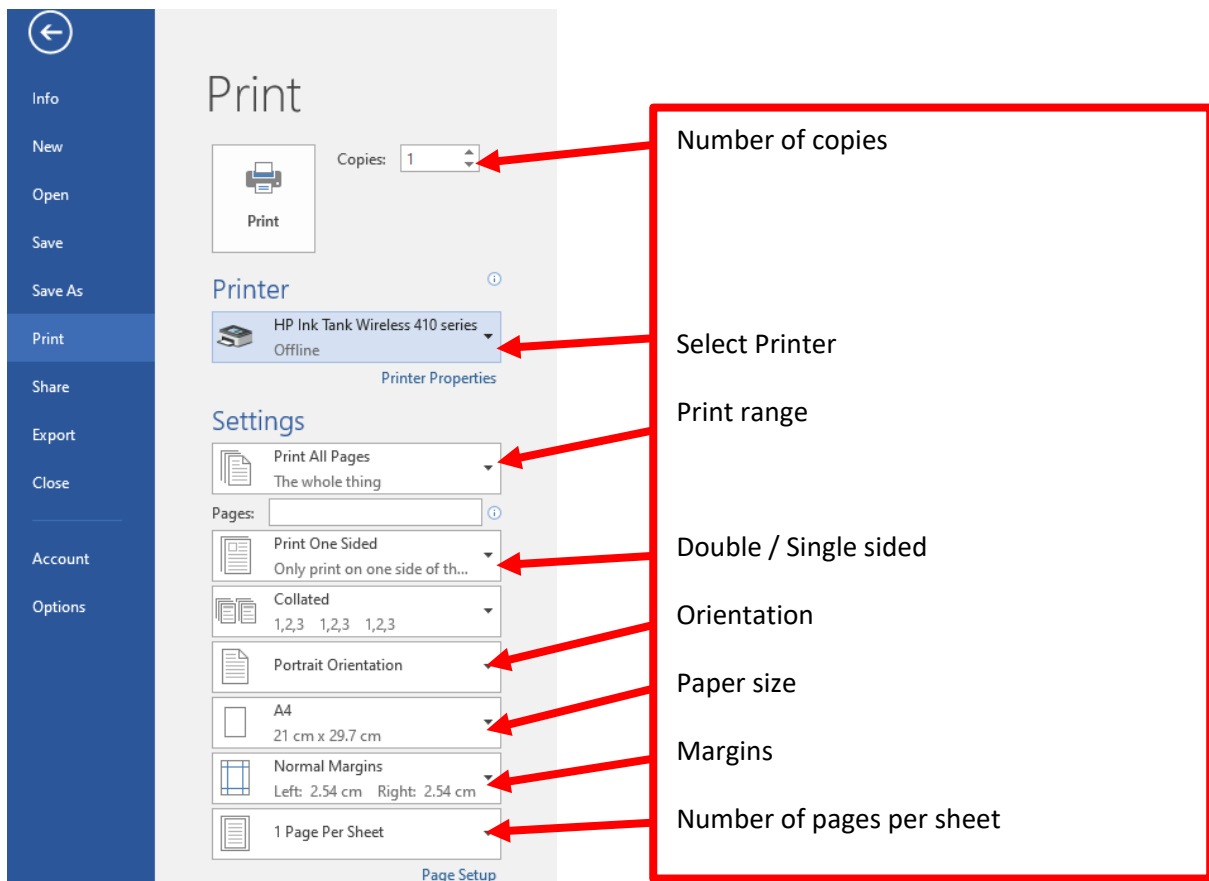 Info
New
Open
Save
Save As
Print
Share
Export
Close
Account
Options
Print
Copies: 1
Print
Printer
HP Ink Tank Wireless 410 series
Offline
Printer Properties
Settings
Print All Pages
The whole thing
Pages:
Print One Sided
Only print on one side of th...
Collated
1,2,3 1,2,3 1,2,3
Portrait Orientation
A4
21 cm x 29.7 cm
Normal Margins
Left: 2.54 cm Right: 2.54 cm
1 Page Per Sheet
Page Setup
Number of copies
Select Printer
Print range
Double / Single sided
Orientation
Paper size
Margins
Number of pages per sheet